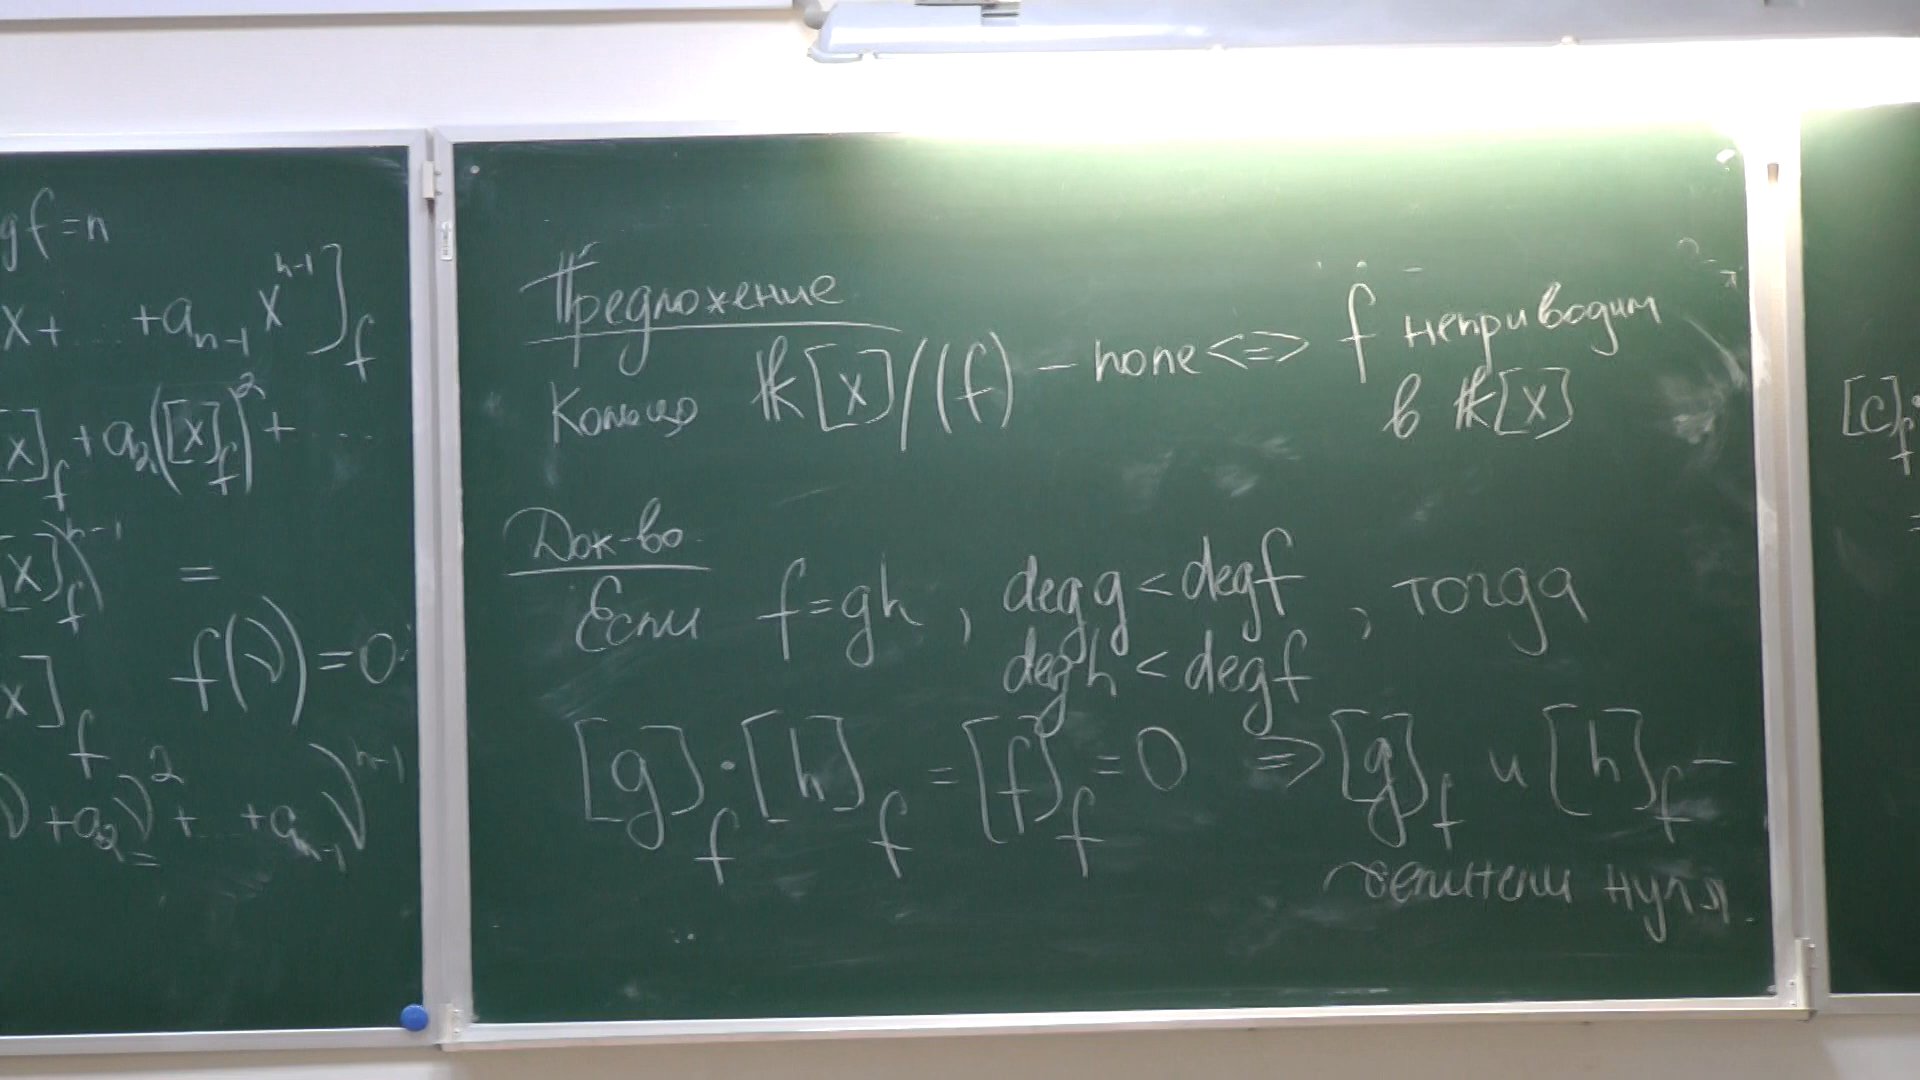 gf=n
x+ ... +a_{n-1} x^{n-1}]_f
x]_f +a_2([x]_f)^2+ ...
[x]_f)^{n-1} =
f(ν)=0
x]_f
ν+a_2ν^2+ +a_{n-1}ν^{n-1}
Предложение
Кольцо 𝕜[x]/(f) – поле <=> f неприводим
в 𝕜[x]
Док-во
Если f=gh, deg g < deg f, тогда
deg h < deg f
[g]_f · [h]_f = [f]_f = 0 => [g]_f и [h]_f –
делители нуля.
[c]_f
=